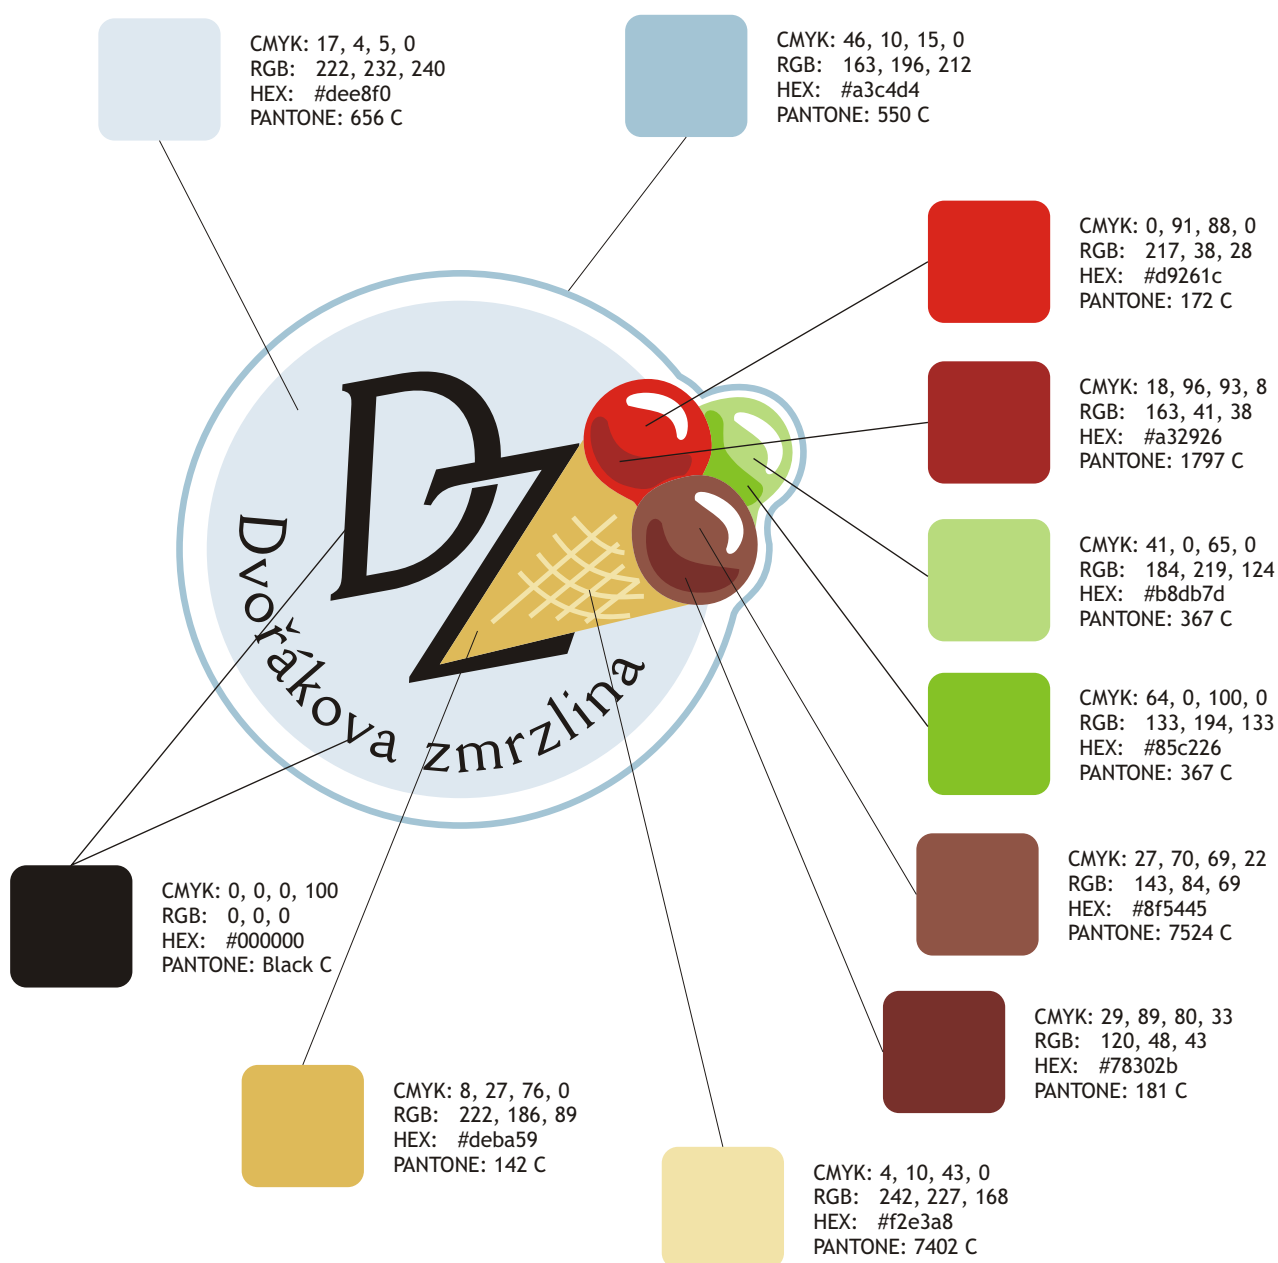 CMYK: 17, 4, 5, 0
RGB: 222, 232, 240
HEX: #dee8f0
PANTONE: 656 C
CMYK: 46, 10, 15, 0
RGB: 163, 196, 212
HEX: #a3c4d4
PANTONE: 550 C
CMYK: 0, 91, 88, 0
RGB: 217, 38, 28
HEX: #d9261c
PANTONE: 172 C
CMYK: 18, 96, 93, 8
RGB: 163, 41, 38
HEX: #a32926
PANTONE: 1797 C
CMYK: 41, 0, 65, 0
RGB: 184, 219, 124
HEX: #b8db7d
PANTONE: 367 C
CMYK: 64, 0, 100, 0
RGB: 133, 194, 133
HEX: #85c226
PANTONE: 367 C
DZ
Dvořákova zmrzlina
CMYK: 27, 70, 69, 22
RGB: 143, 84, 69
HEX: #8f5445
PANTONE: 7524 C
CMYK: 0, 0, 0, 100
RGB: 0, 0, 0
HEX: #000000
PANTONE: Black C
CMYK: 29, 89, 80, 33
RGB: 120, 48, 43
HEX: #78302b
PANTONE: 181 C
CMYK: 8, 27, 76, 0
RGB: 222, 186, 89
HEX: #deba59
PANTONE: 142 C
CMYK: 4, 10, 43, 0
RGB: 242, 227, 168
HEX: #f2e3a8
PANTONE: 7402 C